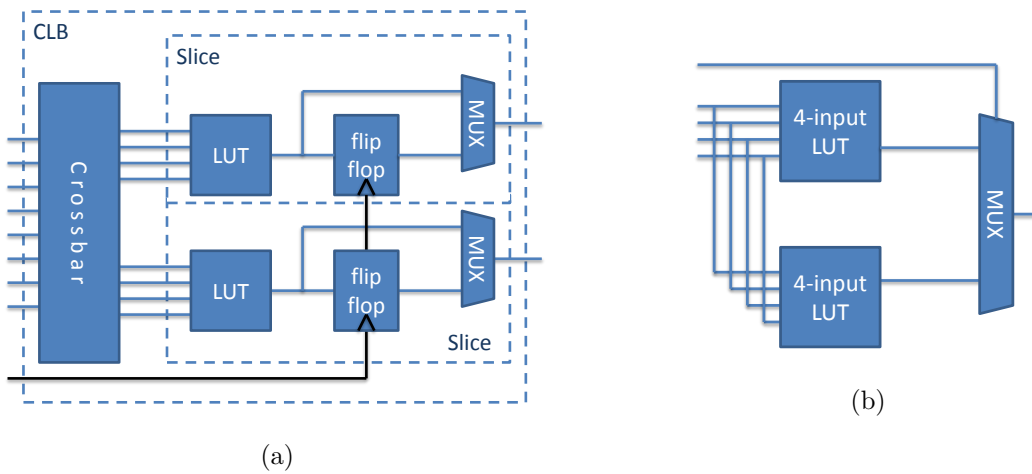 CLB
Slice
Crossbar
LUT
flip
flop
MUX
LUT
flip
flop
MUX
Slice
(a)
4-input
LUT
4-input
LUT
MUX
(b)